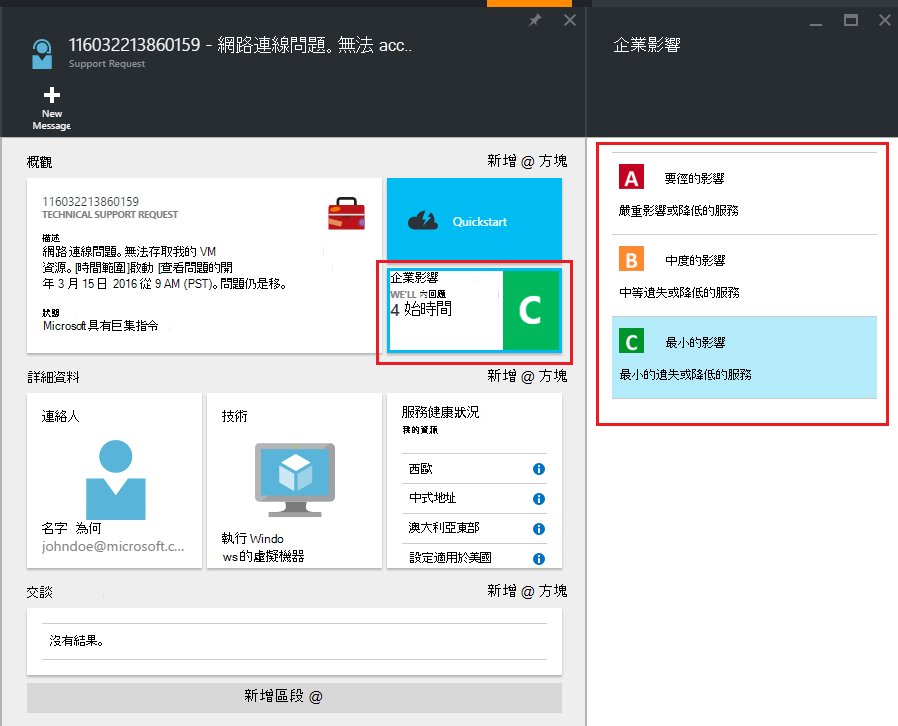 116032213860159 - 網路連線問題。無法 acc..
Support Request
New
Message
概觀
新增 @ 方塊
116032213860159
TECHNICAL SUPPORT REQUEST
描述
網路連線問題。無法存取我的 VM
資源。[時間範圍]啟動 [查看問題的開
年 3 月 15 日 2016 從 9 AM (PST)。問題仍是移。
狀態
Microsoft 具有巨集指令
Quickstart
企業影響
WE'LL 內回應
4 始時間
C
詳細資料
新增 @ 方塊
連絡人
名字 為何
johndoe@microsoft.c...
技術
執行 Windo
ws 的虛擬機器
服務健康狀況
我的資源
西歐
中式地址
澳大利亞東部
設定適用於美國
交談
新增 @ 方塊
沒有結果。
新增區段 @
企業影響
A 要徑的影響
嚴重影響或降低的服務
B 中度的影響
中等遺失或降低的服務
C 最小的影響
最小的遺失或降低的服務